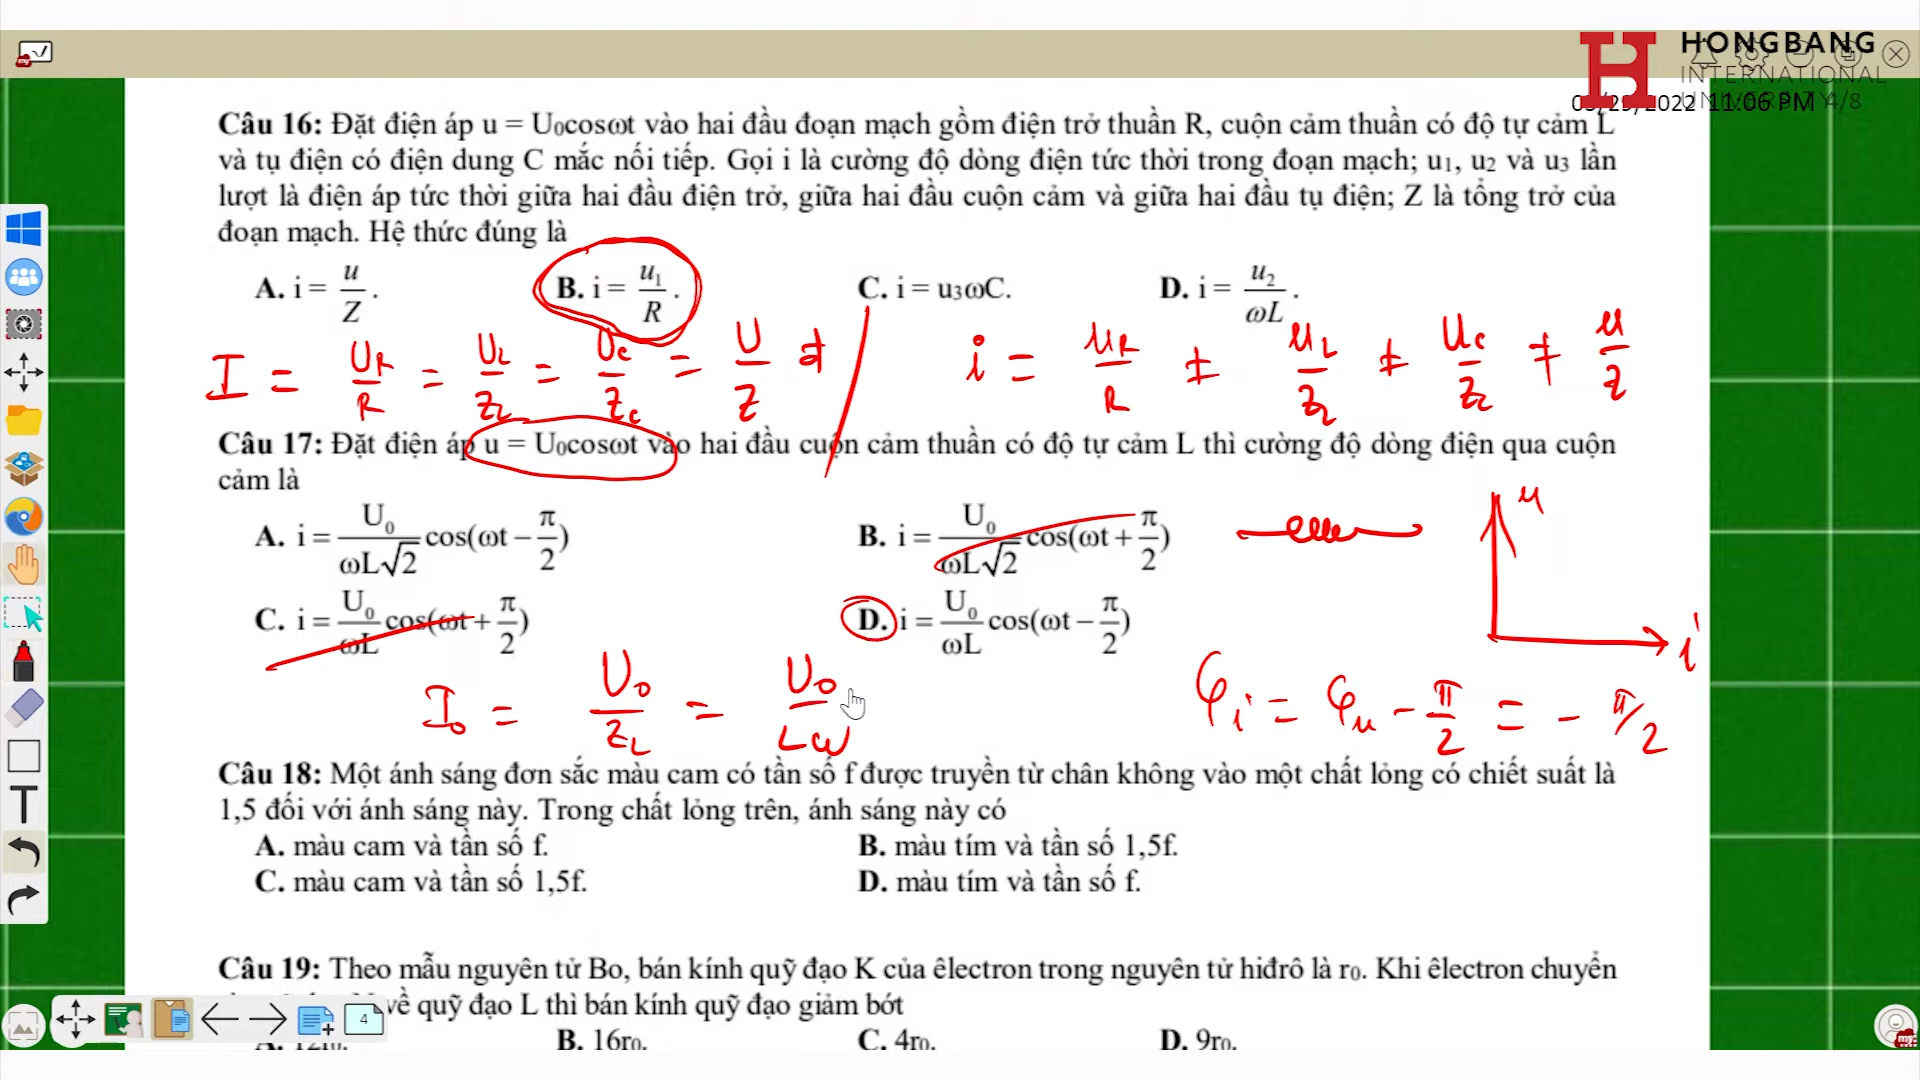 HONGBANG
INTERNATIONAL
UNIVERSITY
2022 11:06 PM 4/8
Câu 16: Đặt điện áp u = U₀cosωt vào hai đầu đoạn mạch gồm điện trở thuần R, cuộn cảm thuần có độ tự cảm L
và tụ điện có điện dung C mắc nối tiếp. Gọi i là cường độ dòng điện tức thời trong đoạn mạch; u₁, u₂ và u₃ lần
lượt là điện áp tức thời giữa hai đầu điện trở, giữa hai đầu cuộn cảm và giữa hai đầu tụ điện; Z là tổng trở của
đoạn mạch. Hệ thức đúng là
A. i = u/Z. B. i = u₁/R. C. i = u₃ωC. D. i = u₂/ωL.
I = U_R/R = U_L/Z_L = U_C/Z_C = U/Z
i = u_R/R ≠ u_L/Z_L ≠ u_C/Z_C ≠ u/Z
Câu 17: Đặt điện áp u = U₀cosωt vào hai đầu cuộn cảm thuần có độ tự cảm L thì cường độ dòng điện qua cuộn
cảm là
A. i = U₀/ωL√2 cos(ωt − π/2) B. i = U₀/ωL√2 cos(ωt + π/2)
C. i = U₀/ωL cos(ωt + π/2) D. i = U₀/ωL cos(ωt − π/2)
u
i
I₀ = U₀/Z_L = U₀/Lω
φ_i = φ_u − π/2 = − π/2
Câu 18: Một ánh sáng đơn sắc màu cam có tần số f được truyền từ chân không vào một chất lỏng có chiết suất là
1,5 đối với ánh sáng này. Trong chất lỏng trên, ánh sáng này có
A. màu cam và tần số f. B. màu tím và tần số 1,5f.
C. màu cam và tần số 1,5f. D. màu tím và tần số f.
Câu 19: Theo mẫu nguyên tử Bo, bán kính quỹ đạo K của êlectron trong nguyên tử hiđrô là r₀. Khi êlectron chuyển
về quỹ đạo L thì bán kính quỹ đạo giảm bớt
B. 16r₀. C. 4r₀. D. 9r₀.
4